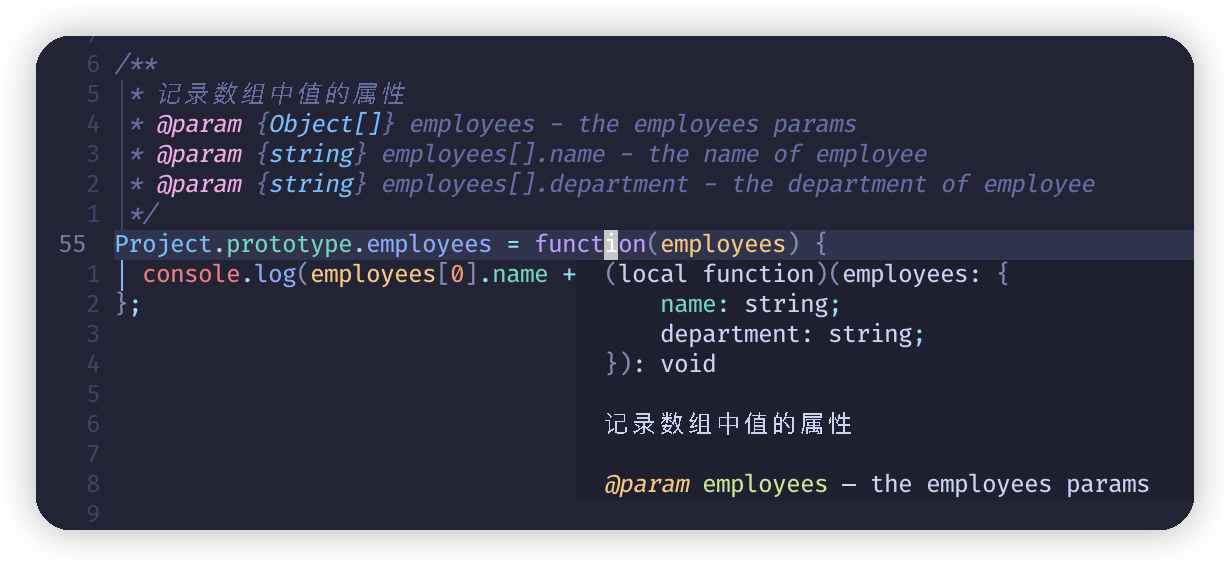 6 /**
5  * 记录数组中值的属性
4  * @param {Object[]} employees - the employees params
3  * @param {string} employees[].name - the name of employee
2  * @param {string} employees[].department - the department of employee
1  */
55 Project.prototype.employees = function(employees) {
1   console.log(employees[0].name +
(local function)(employees: {
2 };
name: string;
3
department: string;
4
}): void
5
6
记录数组中值的属性
7
8
@param employees — the employees params
9